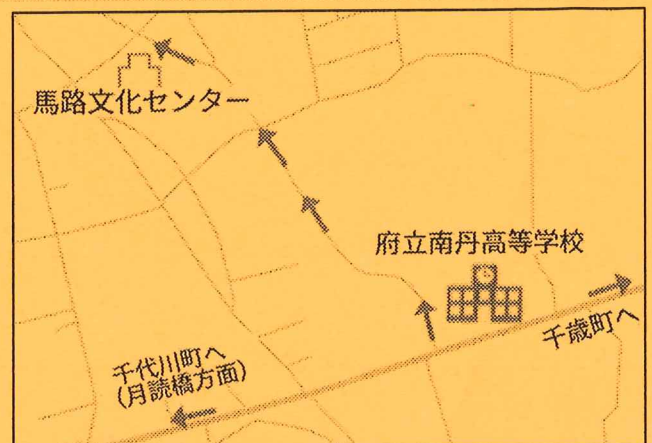 馬路文化センター
府立南丹高等学校
千歳町へ
千代川町へ
(月読橋方面)